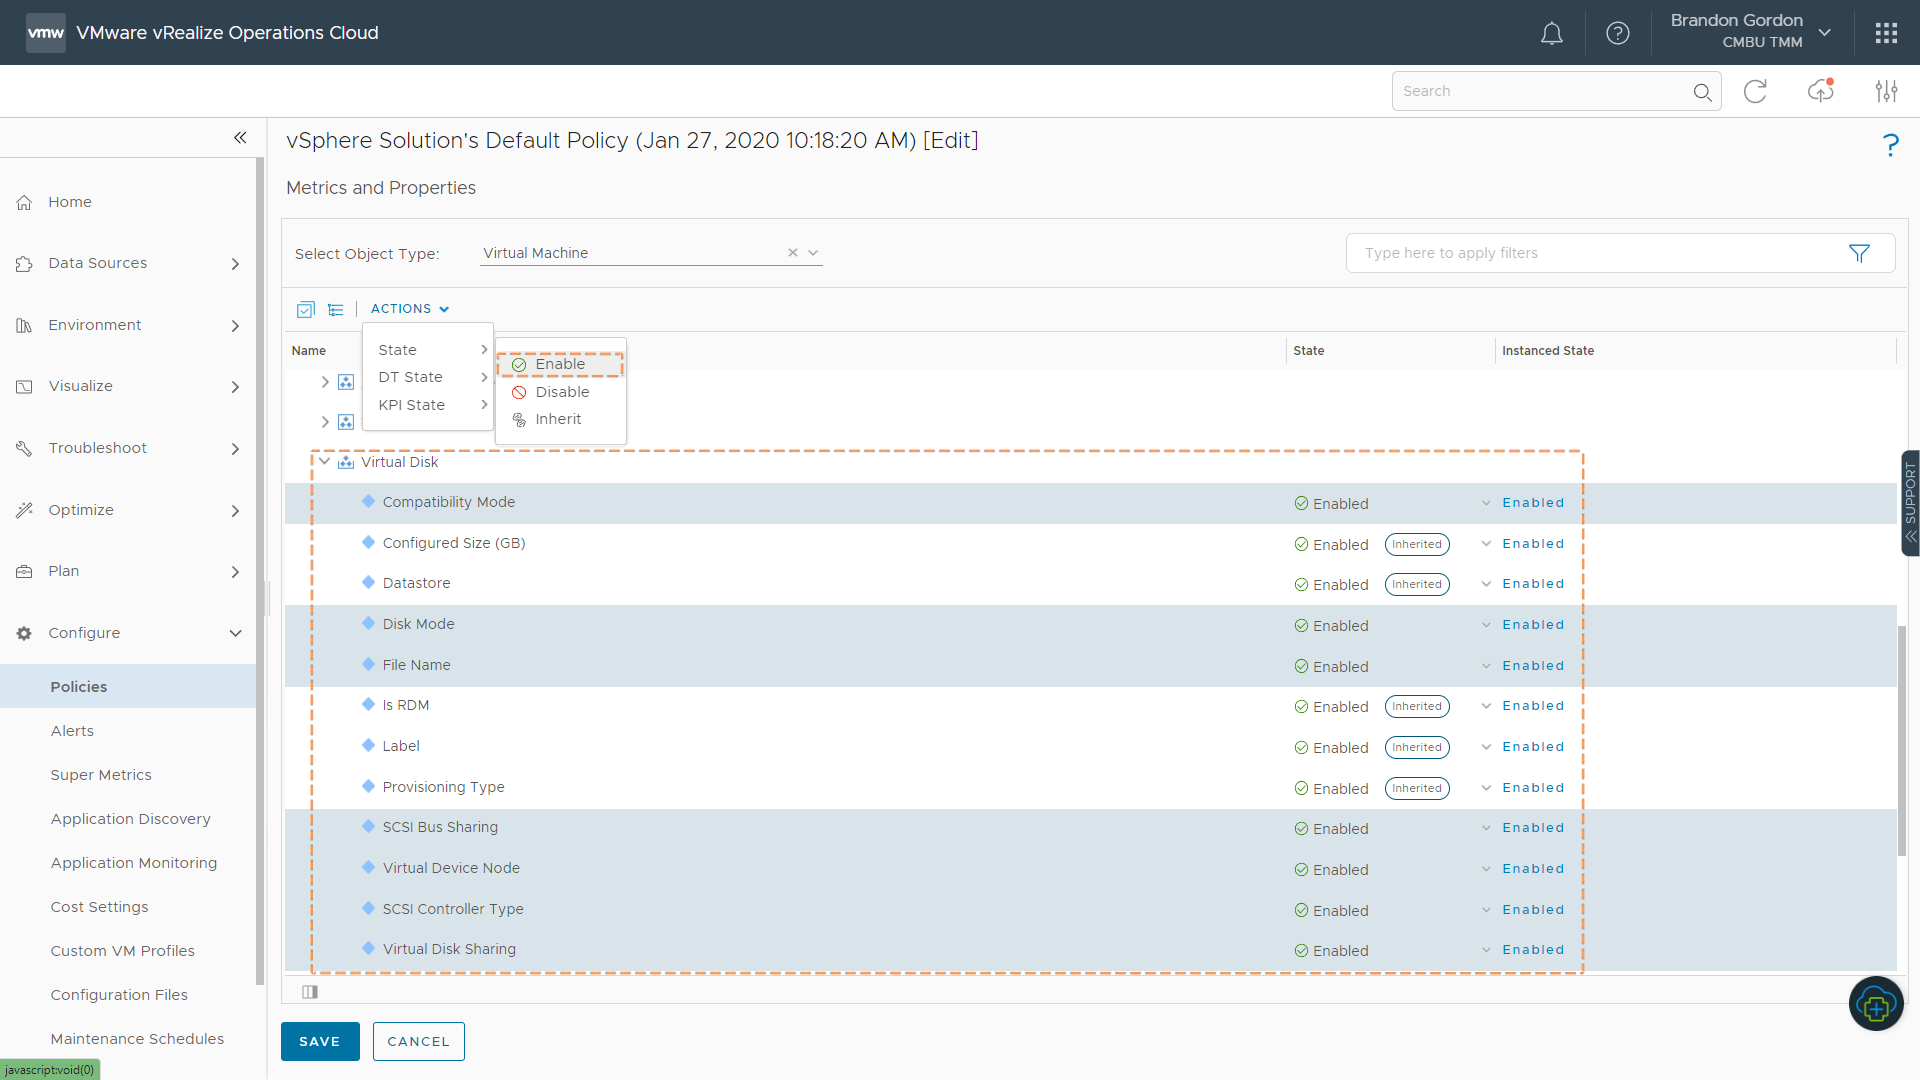 vmw VMware vRealize Operations Cloud
Brandon Gordon
CMBU TMM
Search
vSphere Solution's Default Policy (Jan 27, 2020 10:18:20 AM) [Edit]
?
Metrics and Properties
Home
Data Sources
Environment
Visualize
Troubleshoot
Optimize
Plan
Configure
Policies
Alerts
Super Metrics
Application Discovery
Application Monitoring
Cost Settings
Custom VM Profiles
Configuration Files
Maintenance Schedules
javascript:void(0)
Select Object Type: Virtual Machine
Type here to apply filters
ACTIONS
State
DT State
KPI State
Enable
Disable
Inherit
Name State Instanced State
Virtual Disk
Compatibility Mode Enabled Enabled
Configured Size (GB) Enabled Inherited Enabled
Datastore Enabled Inherited Enabled
Disk Mode Enabled Enabled
File Name Enabled Enabled
Is RDM Enabled Inherited Enabled
Label Enabled Inherited Enabled
Provisioning Type Enabled Inherited Enabled
SCSI Bus Sharing Enabled Enabled
Virtual Device Node Enabled Enabled
SCSI Controller Type Enabled Enabled
Virtual Disk Sharing Enabled Enabled
SUPPORT
SAVE CANCEL